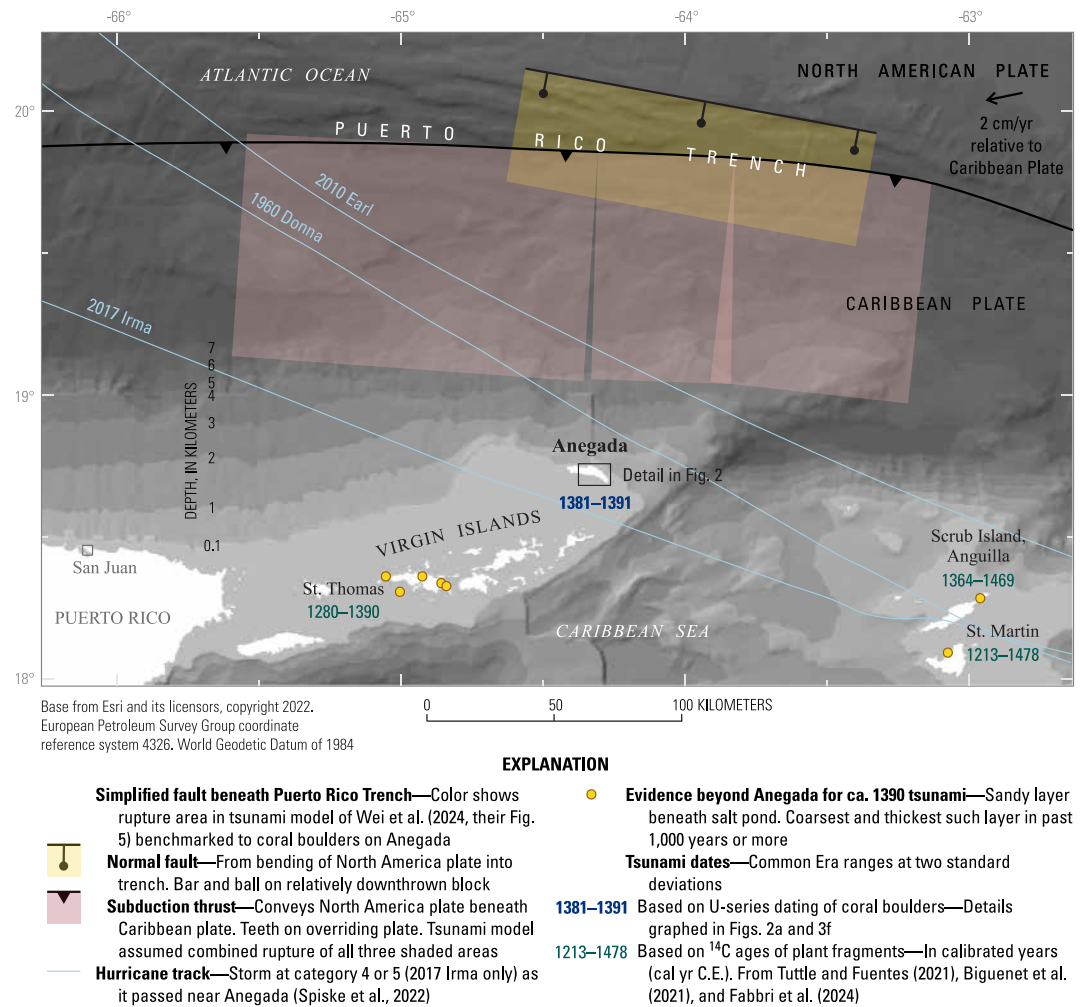 -66°
-65°
-64°
-63°
ATLANTIC OCEAN
NORTH AMERICAN PLATE
20°
2 cm/yr
relative to
Caribbean Plate
PUERTO RICO TRENCH
2010 Earl
1960 Donna
2017 Irma
CARIBBEAN PLATE
7
6
5
4
3
2
1
0.1
DEPTH, IN KILOMETERS
19°
Anegada
Detail in Fig. 2
1381–1391
VIRGIN ISLANDS
Scrub Island,
Anguilla
1364–1469
San Juan
St. Thomas
1280–1390
PUERTO RICO
CARIBBEAN SEA
St. Martin
1213–1478
18°
Base from Esri and its licensors, copyright 2022.
European Petroleum Survey Group coordinate
reference system 4326. World Geodetic Datum of 1984
0 50 100 KILOMETERS
EXPLANATION
Simplified fault beneath Puerto Rico Trench—Color shows
rupture area in tsunami model of Wei et al. (2024, their Fig.
5) benchmarked to coral boulders on Anegada
Normal fault—From bending of North America plate into
trench. Bar and ball on relatively downthrown block
Subduction thrust—Conveys North America plate beneath
Caribbean plate. Teeth on overriding plate. Tsunami model
assumed combined rupture of all three shaded areas
Hurricane track—Storm at category 4 or 5 (2017 Irma only) as
it passed near Anegada (Spiske et al., 2022)
Evidence beyond Anegada for ca. 1390 tsunami—Sandy layer
beneath salt pond. Coarsest and thickest such layer in past
1,000 years or more
Tsunami dates—Common Era ranges at two standard
deviations
1381–1391 Based on U-series dating of coral boulders—Details
graphed in Figs. 2a and 3f
1213–1478 Based on ¹⁴C ages of plant fragments—In calibrated years
(cal yr C.E.). From Tuttle and Fuentes (2021), Biguenet et al.
(2021), and Fabbri et al. (2024)